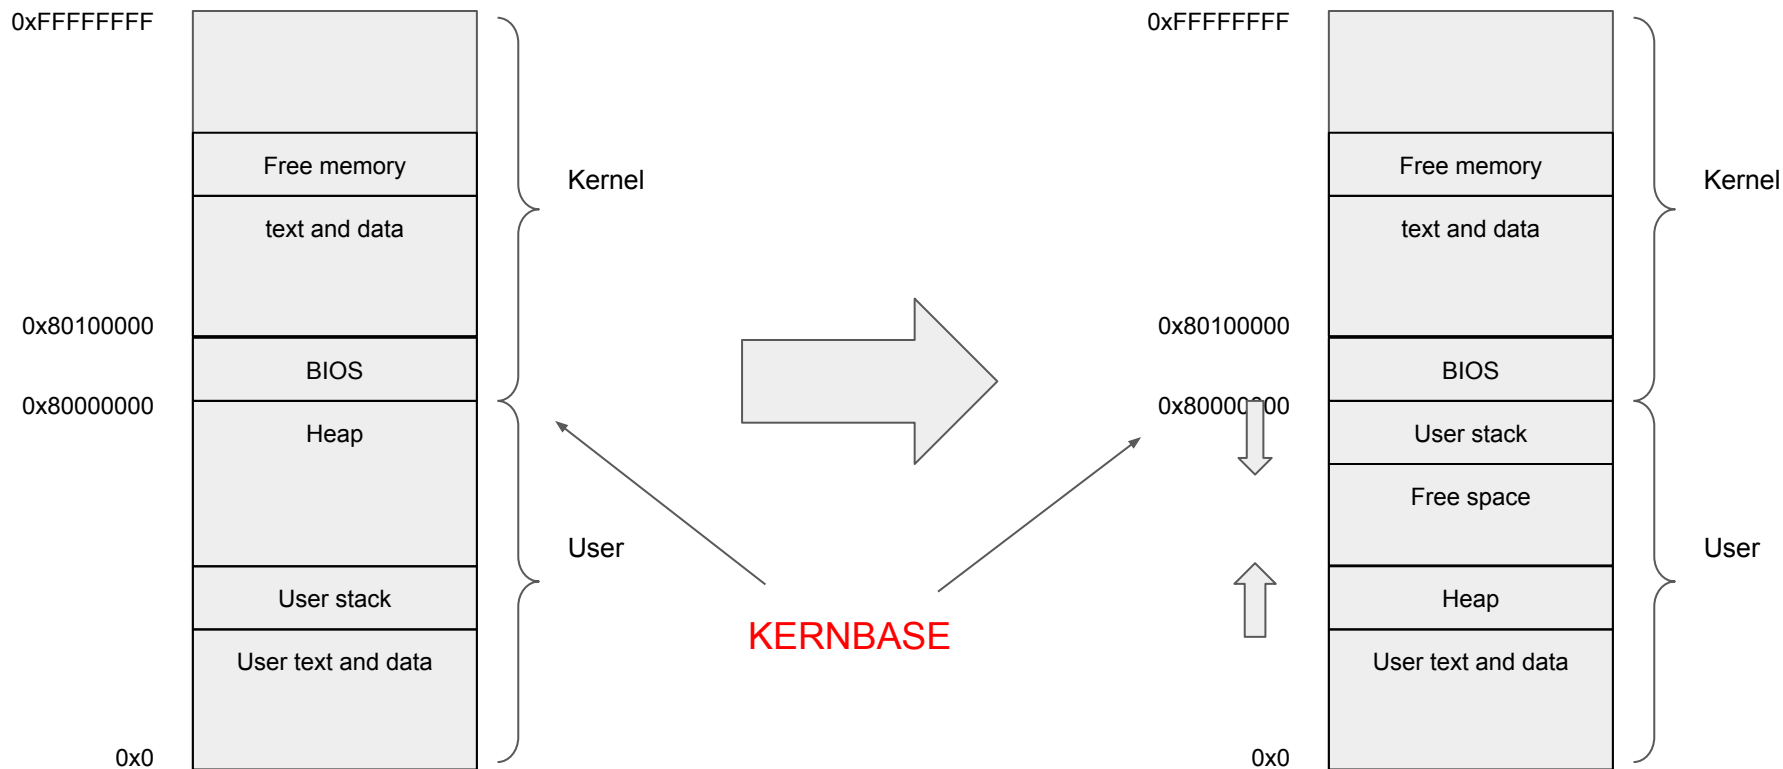 0xFFFFFFFF
Free memory
text and data
Kernel
0x80100000
BIOS
0x80000000
Heap
User
User stack
User text and data
0x0
KERNBASE
0xFFFFFFFF
Free memory
text and data
Kernel
0x80100000
BIOS
0x80000000
User stack
Free space
User
Heap
User text and data
0x0